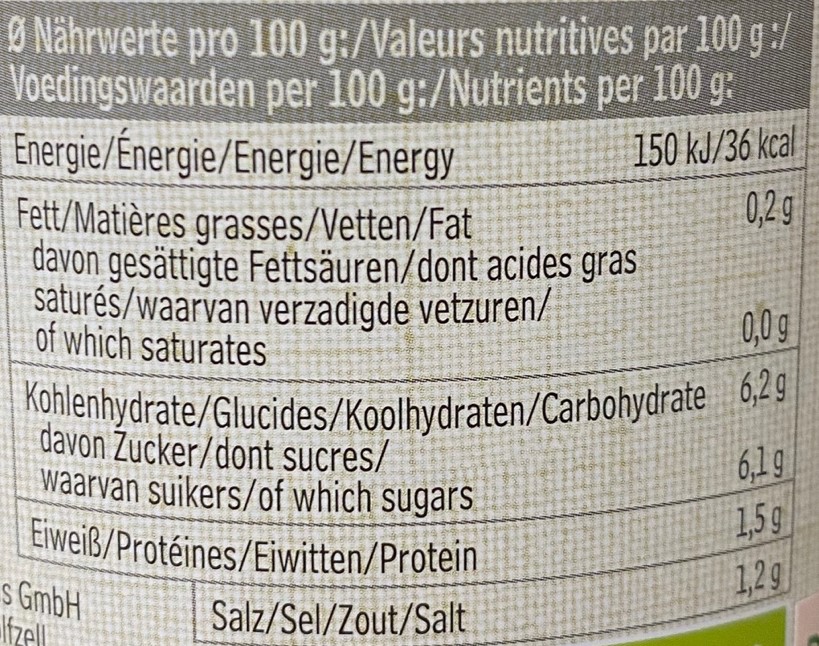 Ø Nährwerte pro 100 g:/Valeurs nutritives par 100 g :/
Voedingswaarden per 100 g:/Nutrients per 100 g:
Energie/Énergie/Energie/Energy 150 kJ/36 kcal
Fett/Matières grasses/Vetten/Fat 0,2 g
davon gesättigte Fettsäuren/dont acides gras
saturés/waarvan verzadigde vetzuren/
of which saturates 0,0 g
Kohlenhydrate/Glucides/Koolhydraten/Carbohydrate 6,2 g
davon Zucker/dont sucres/
waarvan suikers/of which sugars 6,1 g
Eiweiß/Protéines/Eiwitten/Protein 1,5 g
Salz/Sel/Zout/Salt 1,2 g
s GmbH
lfzell